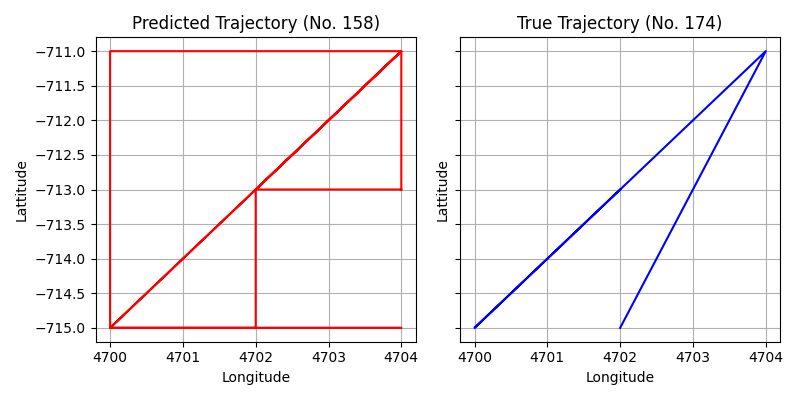 Predicted Trajectory (No. 158)
True Trajectory (No. 174)
−711.0
−711.5
−712.0
−712.5
−713.0
−713.5
−714.0
−714.5
−715.0
Lattitude
Lattitude
4700 4701 4702 4703 4704
4700 4701 4702 4703 4704
Longitude
Longitude